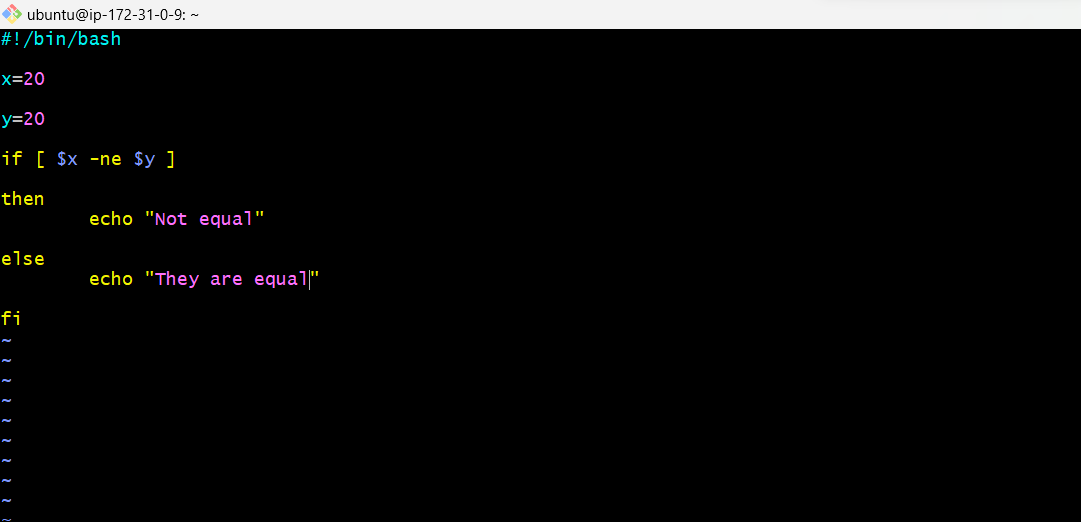 ubuntu@ip-172-31-0-9: ~
#!/bin/bash
x=20
y=20
if [ $x -ne $y ]
then
        echo "Not equal"
else
        echo "They are equal"
fi
~
~
~
~
~
~
~
~
~
~